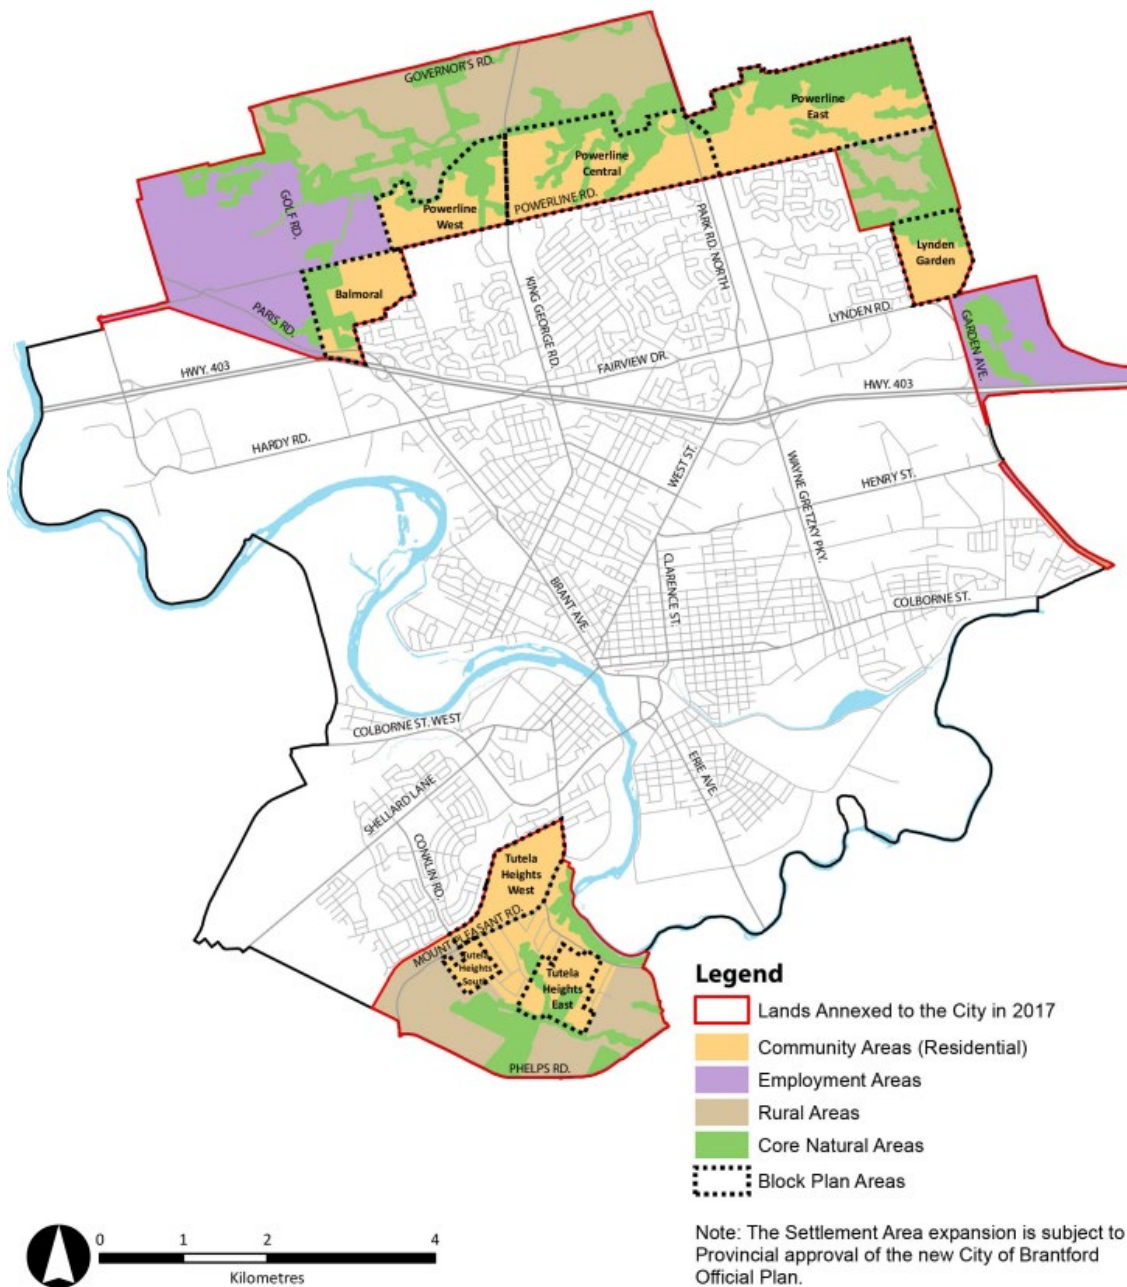 GOVERNOR'S RD.
Powerline
East
Powerline
Central
GOLF RD.
POWERLINE RD.
Powerline
West
PARK RD. NORTH
Lynden
Garden
Balmoral
KING GEORGE RD.
PARIS RD.
LYNDEN RD.
GARDEN AVE.
FAIRVIEW DR.
HWY. 403
HWY. 403
HARDY RD.
WEST ST.
WAYNE GRETZKY PKY.
HENRY ST.
BRANT AVE.
CLARENCE ST.
COLBORNE ST.
COLBORNE ST. WEST
ERIE AVE.
SHELLARD LANE
CONKLIN RD.
Tutela
Heights
West
MOUNT PLEASANT RD.
Tutela
Heights
South
Tutela
Heights
East
PHELPS RD.
Legend
Lands Annexed to the City in 2017
Community Areas (Residential)
Employment Areas
Rural Areas
Core Natural Areas
Block Plan Areas
Note: The Settlement Area expansion is subject to
Provincial approval of the new City of Brantford
Official Plan.
0 1 2 4
Kilometres